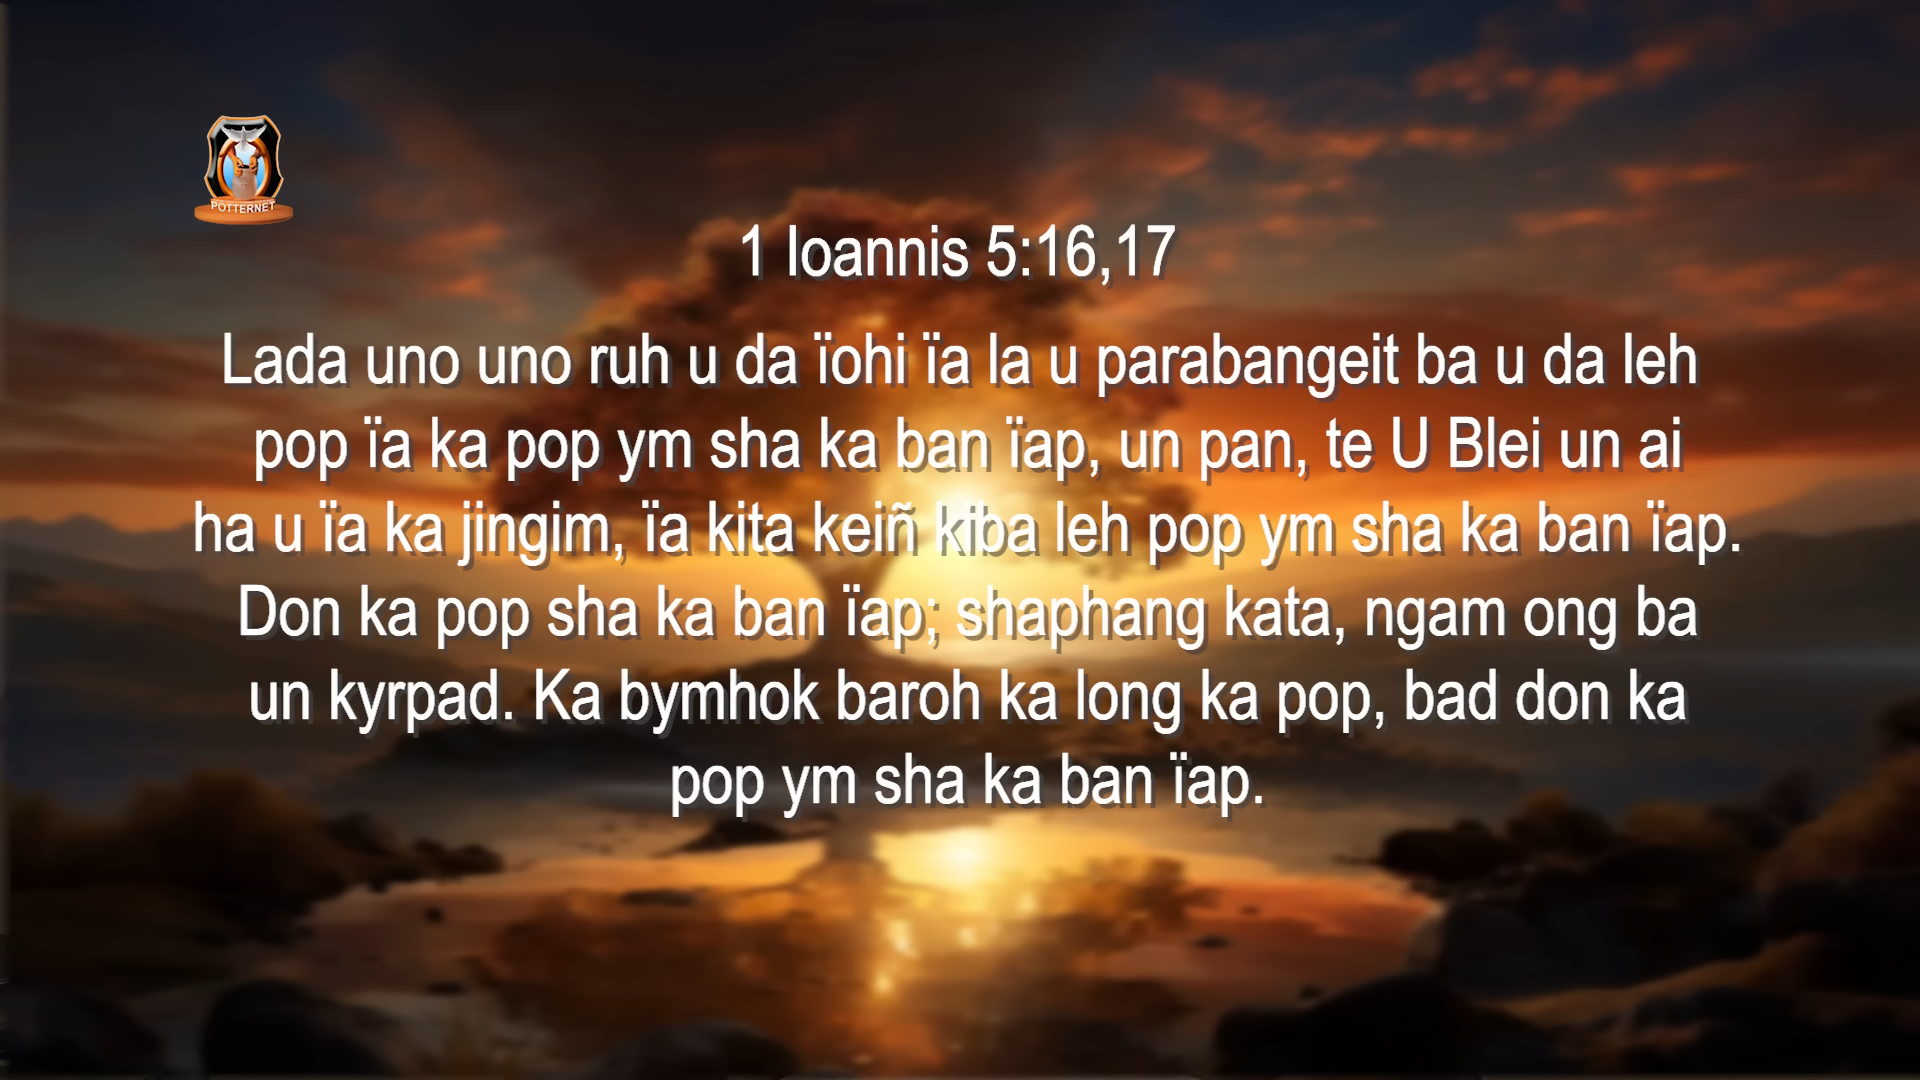 POTTERNET
1 Ioannis 5:16,17
Lada uno uno ruh u da ïohi ïa la u parabangeit ba u da leh
pop ïa ka pop ym sha ka ban ïap, un pan, te U Blei un ai
ha u ïa ka jingim, ïa kita keiñ kiba leh pop ym sha ka ban ïap.
Don ka pop sha ka ban ïap; shaphang kata, ngam ong ba
un kyrpad. Ka bymhok baroh ka long ka pop, bad don ka
pop ym sha ka ban ïap.